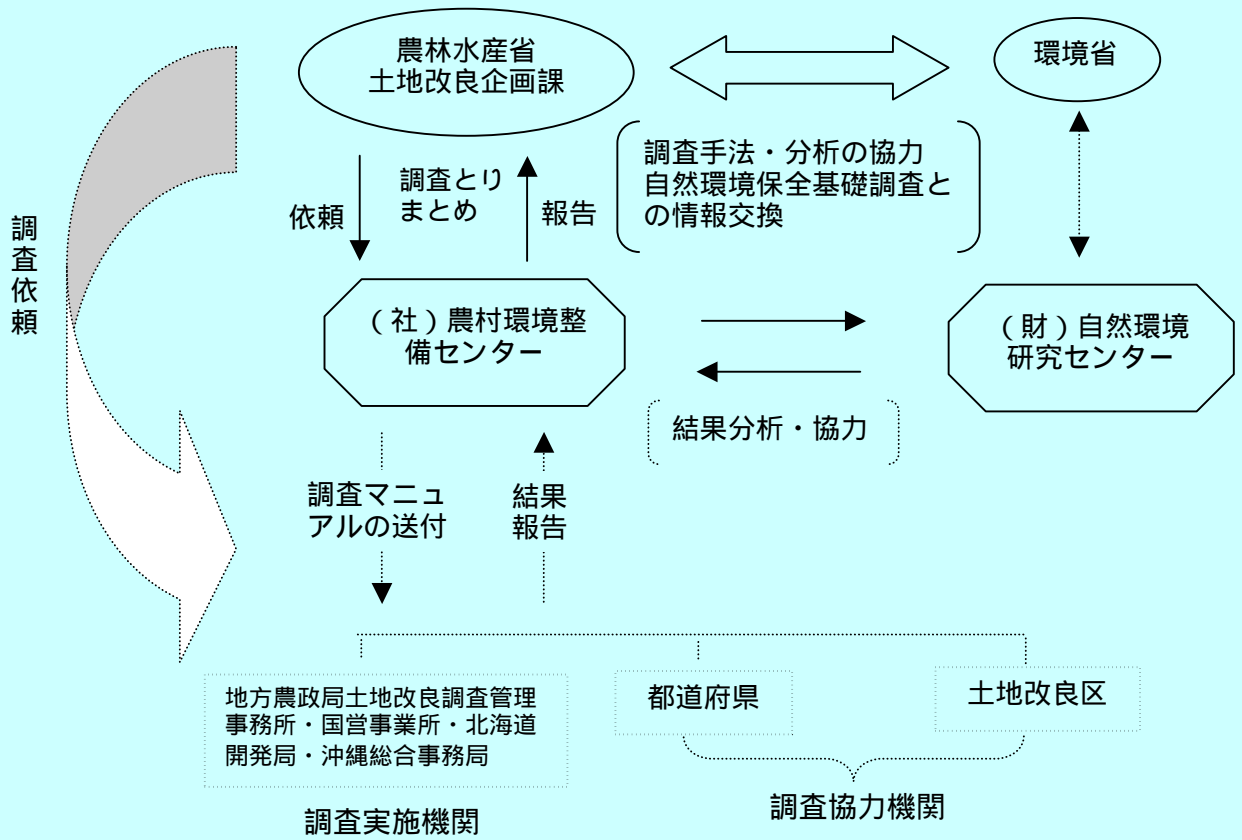 農林水産省
土地改良企画課
環境省
調査手法・分析の協力
自然環境保全基礎調査と
の情報交換
調査とり
まとめ
依頼
報告
調査依頼
（社）農村環境整
備センター
（財）自然環境
研究センター
結果分析・協力
調査マニュ
アルの送付
結果
報告
地方農政局土地改良調査管理
事務所・国営事業所・北海道
開発局・沖縄総合事務局
都道府県
土地改良区
調査実施機関
調査協力機関